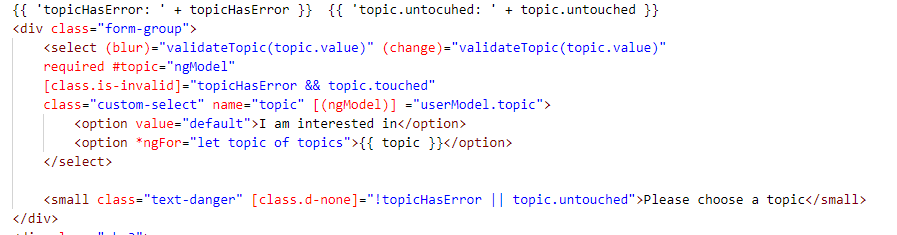 {{ 'topicHasError: ' + topicHasError }}  {{ 'topic.untocuhed: ' + topic.untouched }}
<div class="form-group">
    <select (blur)="validateTopic(topic.value)" (change)="validateTopic(topic.value)"
    required #topic="ngModel"
    [class.is-invalid]="topicHasError && topic.touched"
    class="custom-select" name="topic" [(ngModel)] ="userModel.topic">
        <option value="default">I am interested in</option>
        <option *ngFor="let topic of topics">{{ topic }}</option>
    </select>

    <small class="text-danger" [class.d-none]="!topicHasError || topic.untouched">Please choose a topic</small>
</div>